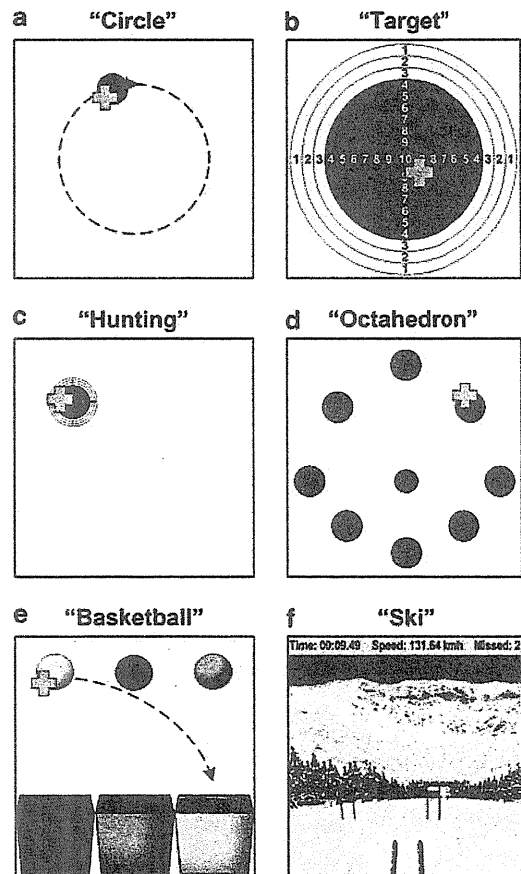 a "Circle"
b "Target"
1
2
3
4
5
6
7
8
9
1 2 3 4 5 6 7 8 9 10 8 7 6 5 4 3 2 1
8
7
6
5
4
3
2
1
c "Hunting"
d "Octahedron"
e "Basketball"
f "Ski"
Time: 00:09.49 Speed: 131.64 kmh Missed: 2